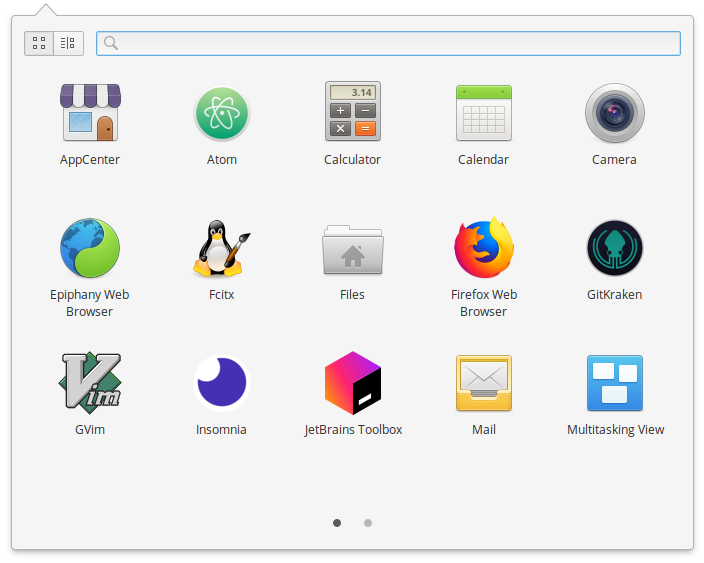 3.14
AppCenter
Atom
Calculator
Calendar
Camera
Epiphany Web
Browser
Fcitx
Files
Firefox Web
Browser
GitKraken
Vim
GVim
Insomnia
JetBrains Toolbox
Mail
Multitasking View